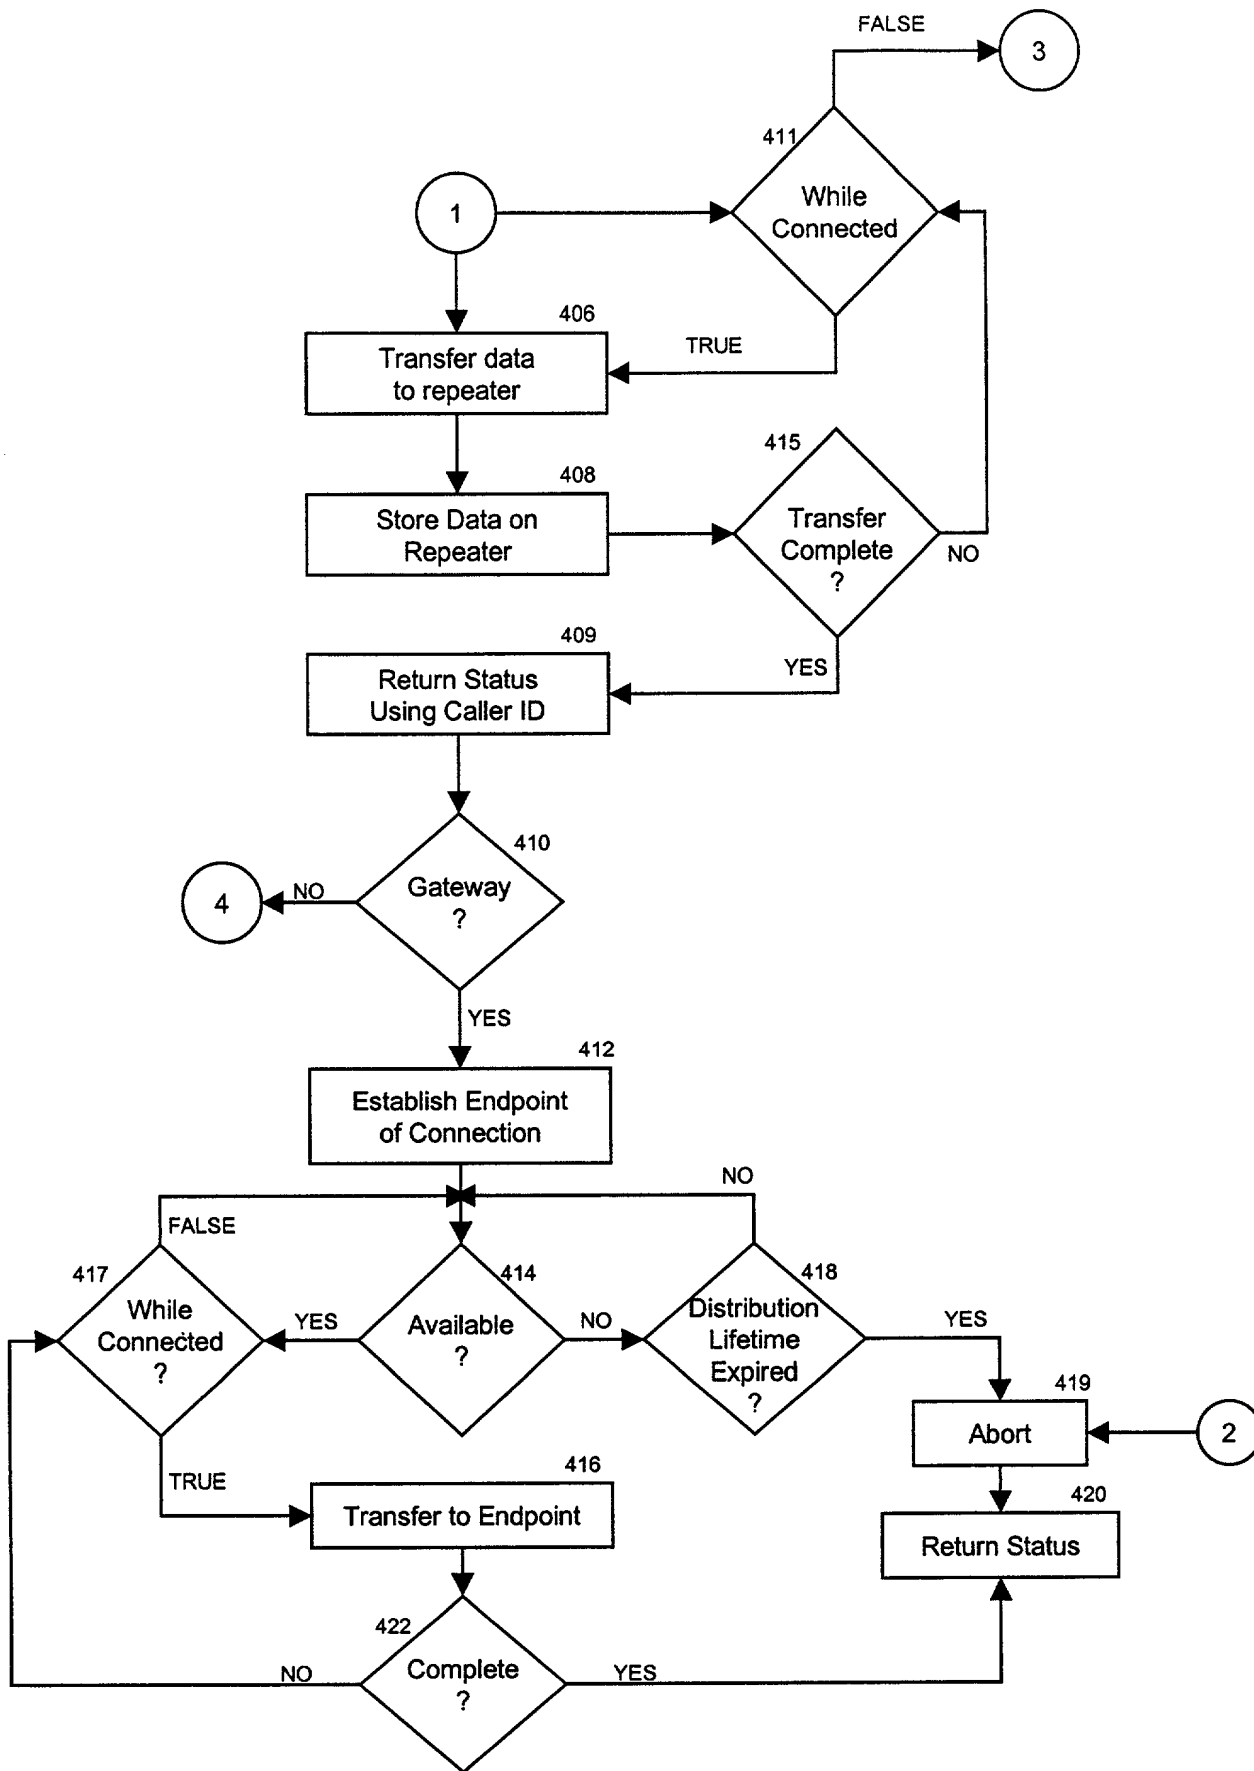 FALSE
3
411
While
Connected
1
406
TRUE
Transfer data
to repeater
415
408
Store Data on
Repeater
Transfer
Complete
?
NO
409
YES
Return Status
Using Caller ID
410
Gateway
?
NO
4
YES
412
Establish Endpoint
of Connection
NO
FALSE
417
414
418
While
Connected
?
YES
Available
?
NO
Distribution
Lifetime
Expired
?
YES
419
Abort
2
TRUE
416
Transfer to Endpoint
420
Return Status
422
Complete
?
NO
YES